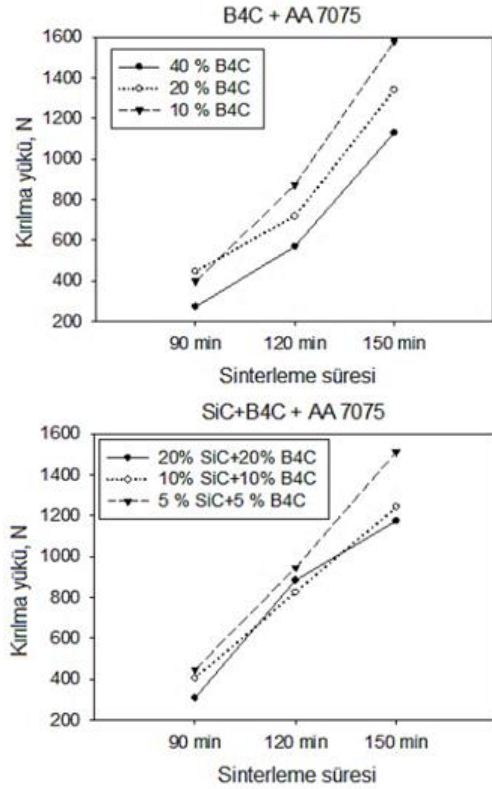 B4C + AA 7075
1600
1400
1200
1000
800
600
400
200
Kırılma yükü, N
40 % B4C
20 % B4C
10 % B4C
90 min 120 min 150 min
Sinterleme süresi
SiC+B4C + AA 7075
1600
1400
1200
1000
800
600
400
200
Kırılma yükü, N
20% SiC+20% B4C
10% SiC+10% B4C
5 % SiC+5 % B4C
90 min 120 min 150 min
Sinterleme süresi